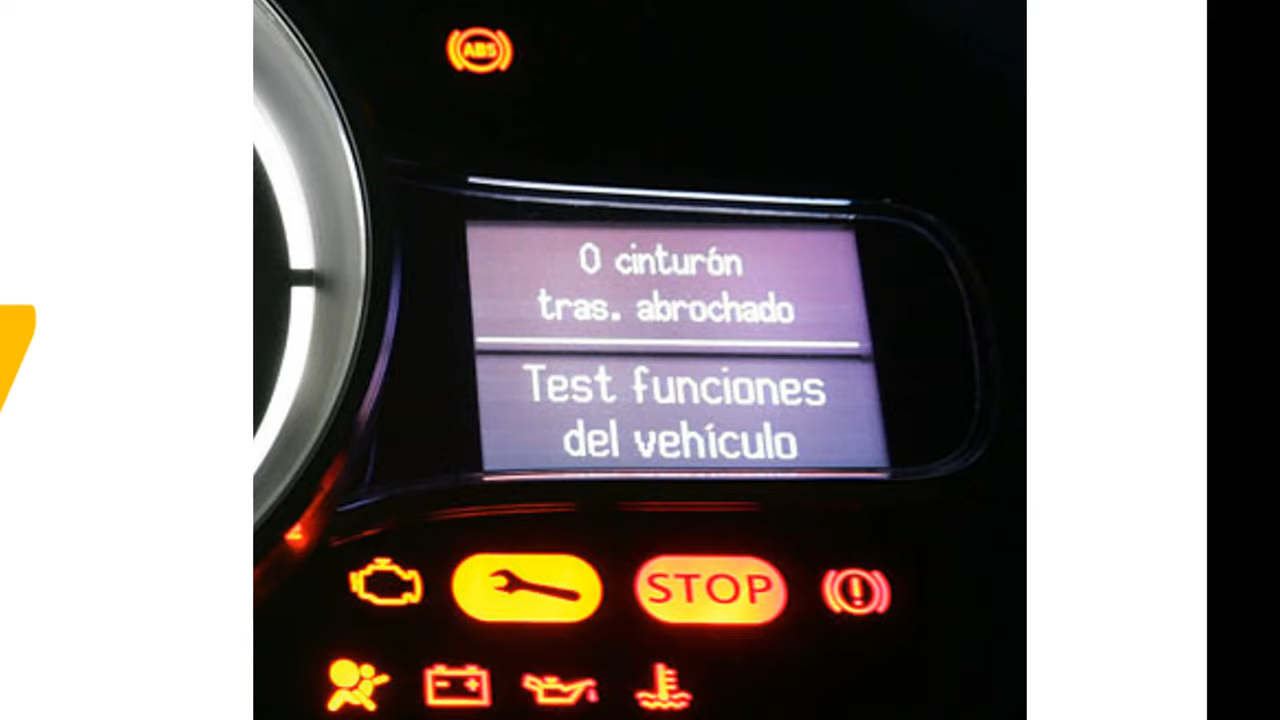 ABS
0 cinturón
tras. abrochado
Test funciones
del vehículo
STOP